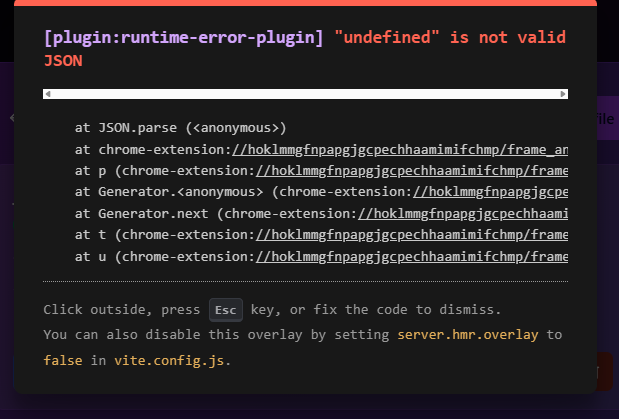 [plugin:runtime-error-plugin] "undefined" is not valid
JSON
at JSON.parse (<anonymous>)
at chrome-extension://hoklmmgfnpapgjgcpechhaamimifchmp/frame_an
at p (chrome-extension://hoklmmgfnpapgjgcpechhaamimifchmp/frame
at Generator.<anonymous> (chrome-extension://hoklmmgfnpapgjgcpe
at Generator.next (chrome-extension://hoklmmgfnpapgjgcpechhaami
at t (chrome-extension://hoklmmgfnpapgjgcpechhaamimifchmp/frame
at u (chrome-extension://hoklmmgfnpapgjgcpechhaamimifchmp/frame
Click outside, press Esc key, or fix the code to dismiss.
You can also disable this overlay by setting server.hmr.overlay to
false in vite.config.js.
file